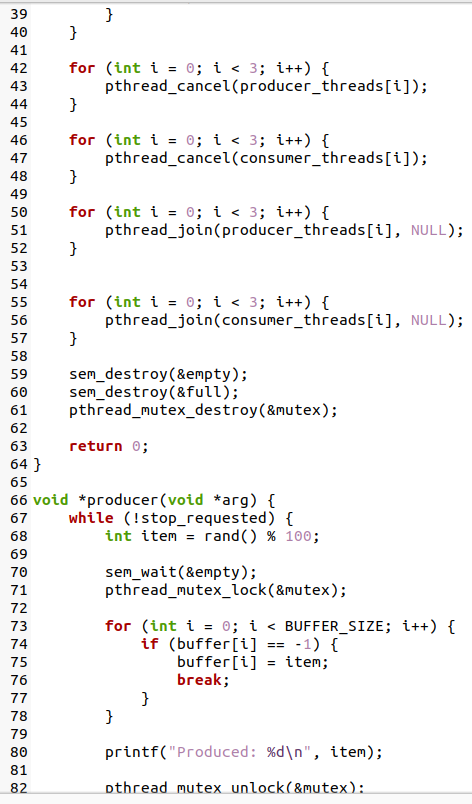 39         }
40     }
41
42     for (int i = 0; i < 3; i++) {
43         pthread_cancel(producer_threads[i]);
44     }
45
46     for (int i = 0; i < 3; i++) {
47         pthread_cancel(consumer_threads[i]);
48     }
49
50     for (int i = 0; i < 3; i++) {
51         pthread_join(producer_threads[i], NULL);
52     }
53
54
55     for (int i = 0; i < 3; i++) {
56         pthread_join(consumer_threads[i], NULL);
57     }
58
59     sem_destroy(&empty);
60     sem_destroy(&full);
61     pthread_mutex_destroy(&mutex);
62
63     return 0;
64 }
65
66 void *producer(void *arg) {
67     while (!stop_requested) {
68         int item = rand() % 100;
69
70         sem_wait(&empty);
71         pthread_mutex_lock(&mutex);
72
73         for (int i = 0; i < BUFFER_SIZE; i++) {
74             if (buffer[i] == -1) {
75                 buffer[i] = item;
76                 break;
77             }
78         }
79
80         printf("Produced: %d\n", item);
81
82         pthread_mutex_unlock(&mutex);